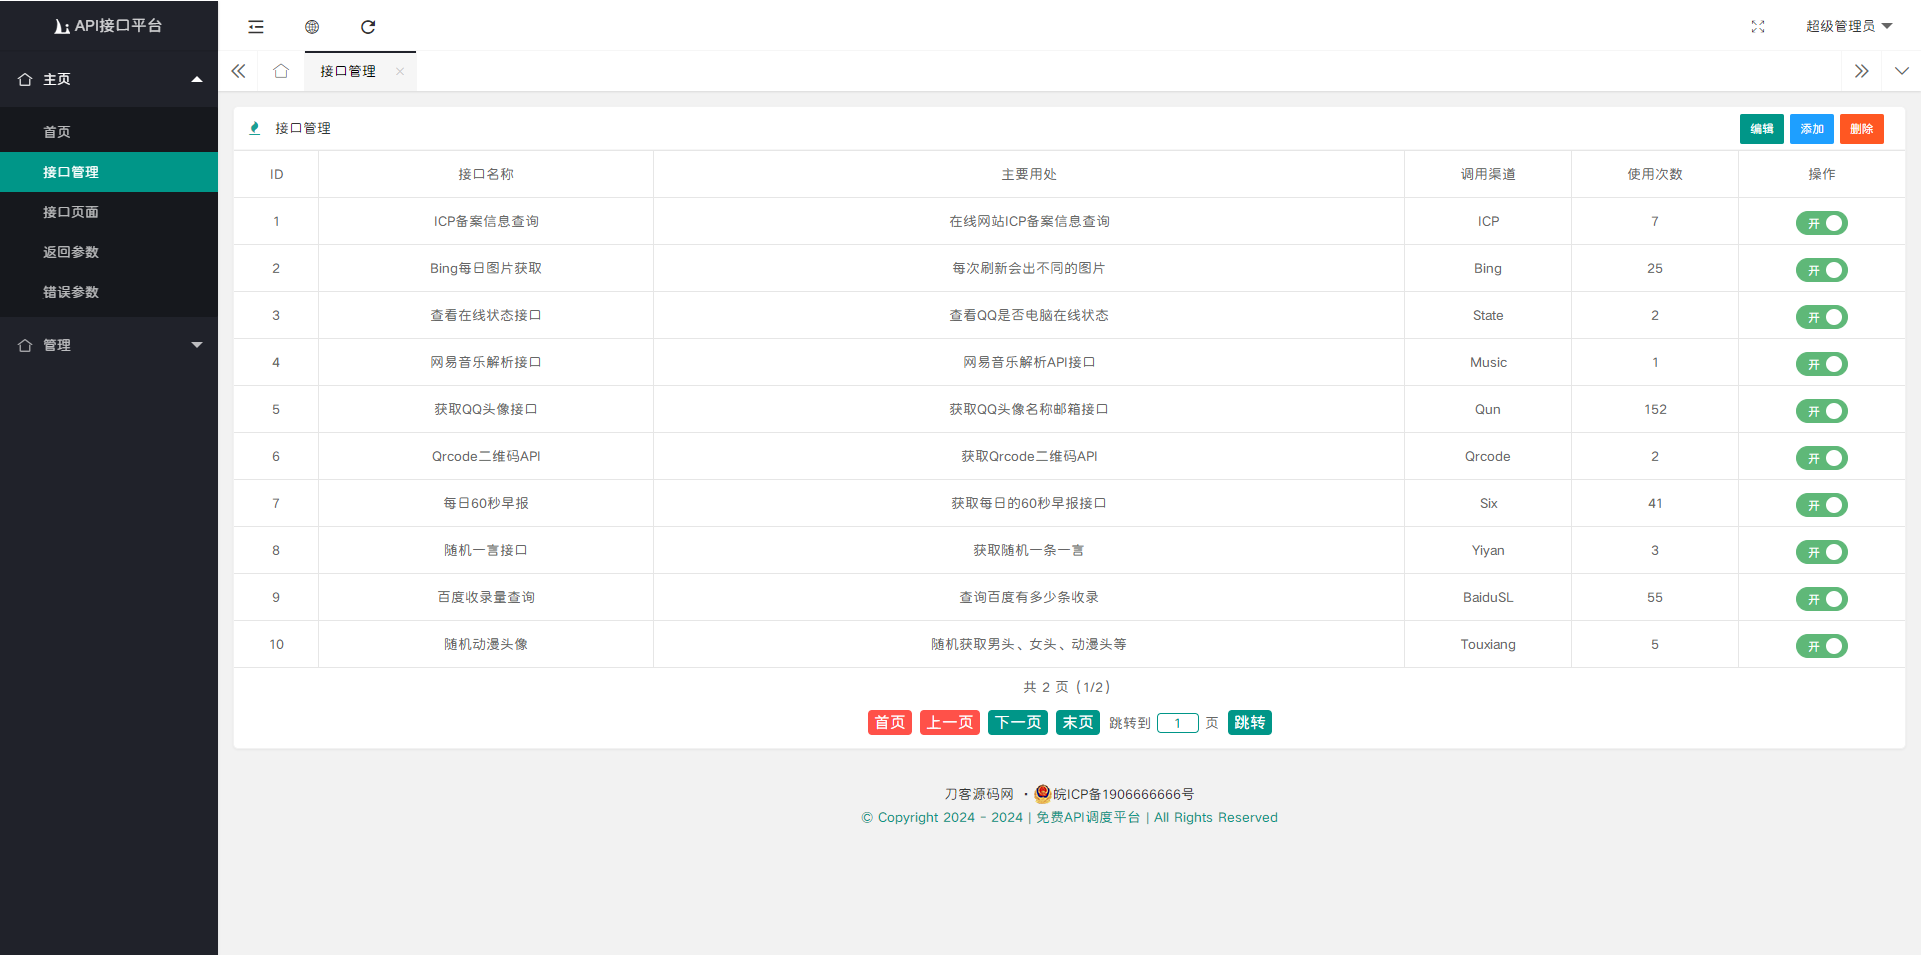 API接口平台
超级管理员
主页
接口管理
首页
接口管理
接口页面
返回参数
错误参数
管理
接口管理
编辑 添加 删除
ID 接口名称 主要用处 调用渠道 使用次数 操作
1 ICP备案信息查询 在线网站ICP备案信息查询 ICP 7 开
2 Bing每日图片获取 每次刷新会出不同的图片 Bing 25 开
3 查看在线状态接口 查看QQ是否电脑在线状态 State 2 开
4 网易音乐解析接口 网易音乐解析API接口 Music 1 开
5 获取QQ头像接口 获取QQ头像名称邮箱接口 Qun 152 开
6 Qrcode二维码API 获取Qrcode二维码API Qrcode 2 开
7 每日60秒早报 获取每日的60秒早报接口 Six 41 开
8 随机一言接口 获取随机一条一言 Yiyan 3 开
9 百度收录量查询 查询百度有多少条收录 BaiduSL 55 开
10 随机动漫头像 随机获取男头、女头、动漫头等 Touxiang 5 开
共 2 页（1/2）
首页 上一页 下一页 末页 跳转到 1 页 跳转
刀客源码网 · 皖ICP备1906666666号
© Copyright 2024 - 2024 | 免费API调度平台 | All Rights Reserved